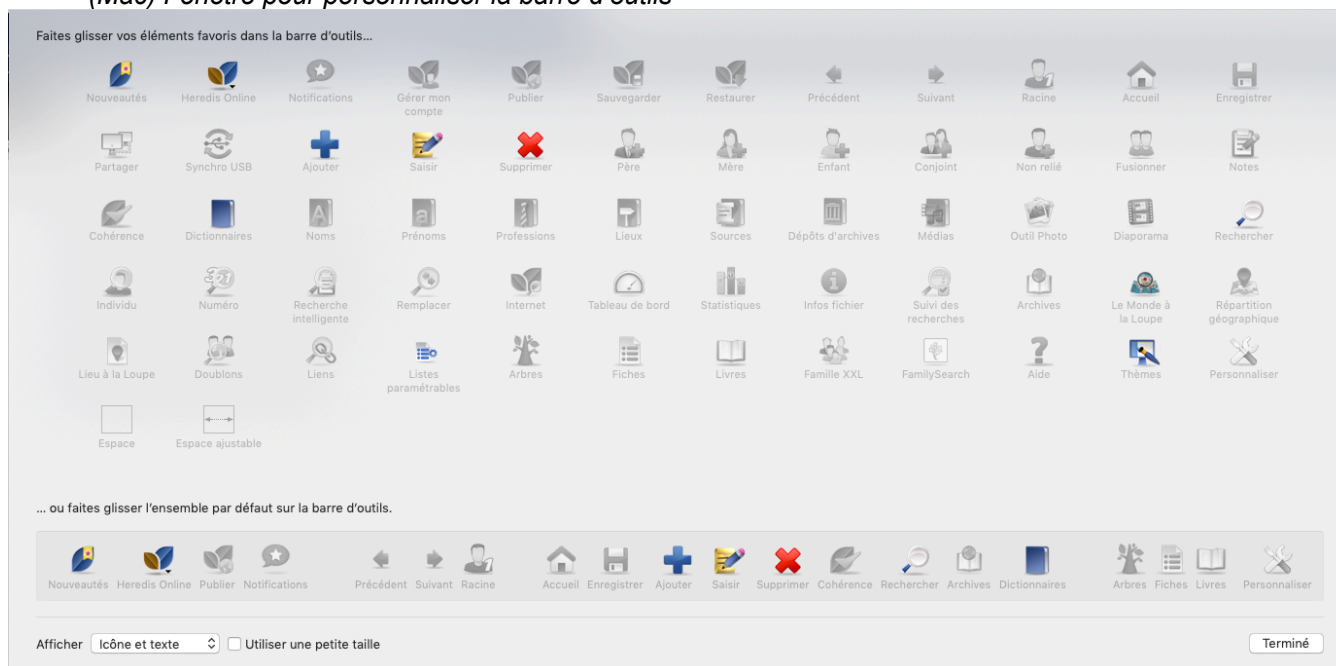 (Mac) Fenêtre pour personnaliser la barre d'outils
Faites glisser vos éléments favoris dans la barre d'outils...
Nouveautés Heredis Online Notifications Gérer mon compte Publier Sauvegarder Restaurer Précédent Suivant Racine Accueil Enregistrer
Partager Synchro USB Ajouter Saisir Supprimer Père Mère Enfant Conjoint Non relié Fusionner Notes
Cohérence Dictionnaires Noms Prénoms Professions Lieux Sources Dépôts d'archives Médias Outil Photo Diaporama Rechercher
Individu Numéro Recherche intelligente Remplacer Internet Tableau de bord Statistiques Infos fichier Suivi des recherches Archives Le Monde à la Loupe Répartition géographique
Lieu à la Loupe Doublons Liens Listes paramétrables Arbres Fiches Livres Famille XXL FamilySearch Aide Thèmes Personnaliser
Espace Espace ajustable
... ou faites glisser l'ensemble par défaut sur la barre d'outils.
Nouveautés Heredis Online Publier Notifications Précédent Suivant Racine Accueil Enregistrer Ajouter Saisir Supprimer Cohérence Rechercher Archives Dictionnaires Arbres Fiches Livres Personnaliser
Afficher Icône et texte Utiliser une petite taille Terminé